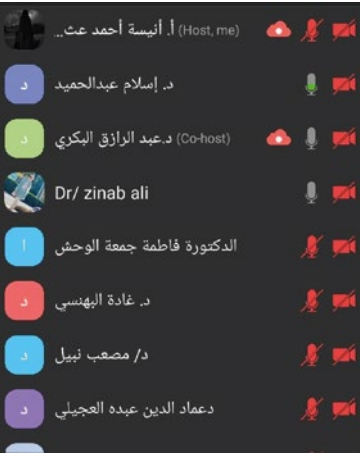 أ. أنيسة أحمد عث... (Host, me)
د
د. إسلام عبدالحميد
د
د.عبد الرازق البكري (Co-host)
Dr/ zinab ali
ا
الدكتورة فاطمة جمعة الوحش
د
د. غادة البهنسي
د
د/ مصعب نبيل
د
دعماد الدين عبده العجيلي